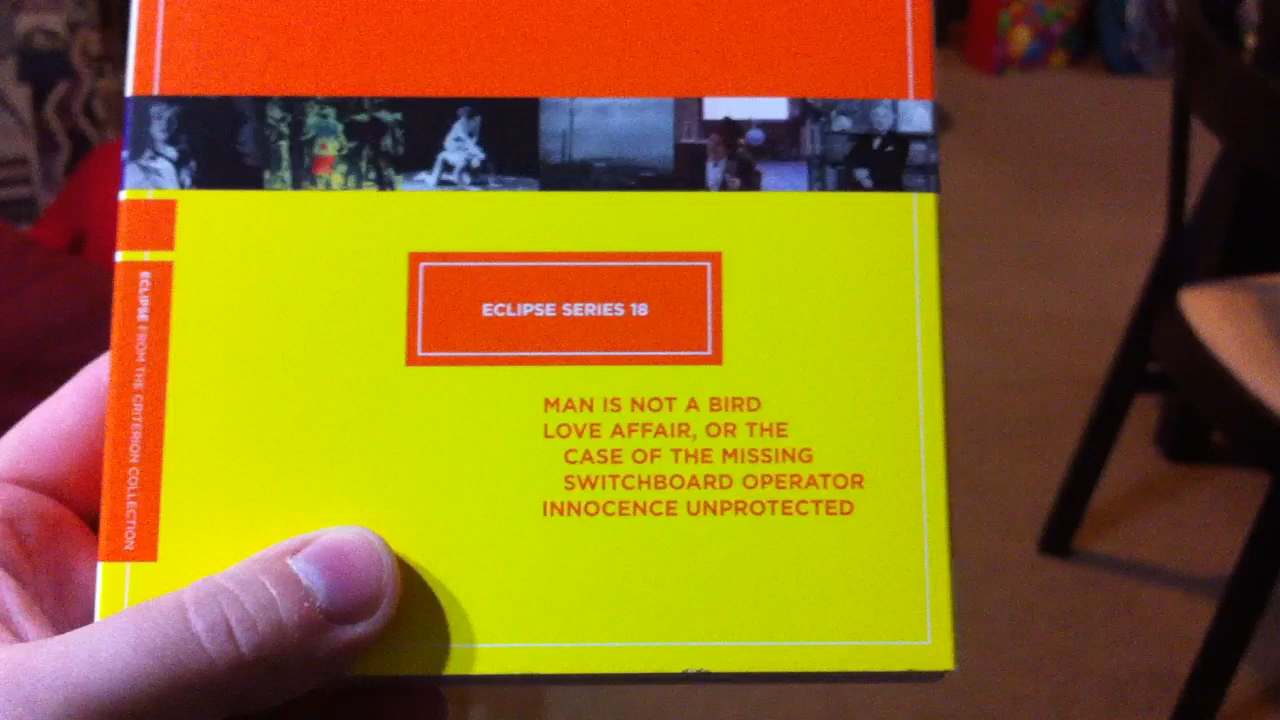 ECLIPSE SERIES 18
MAN IS NOT A BIRD
LOVE AFFAIR, OR THE
CASE OF THE MISSING
SWITCHBOARD OPERATOR
INNOCENCE UNPROTECTED
ECLIPSE FROM THE CRITERION COLLECTION